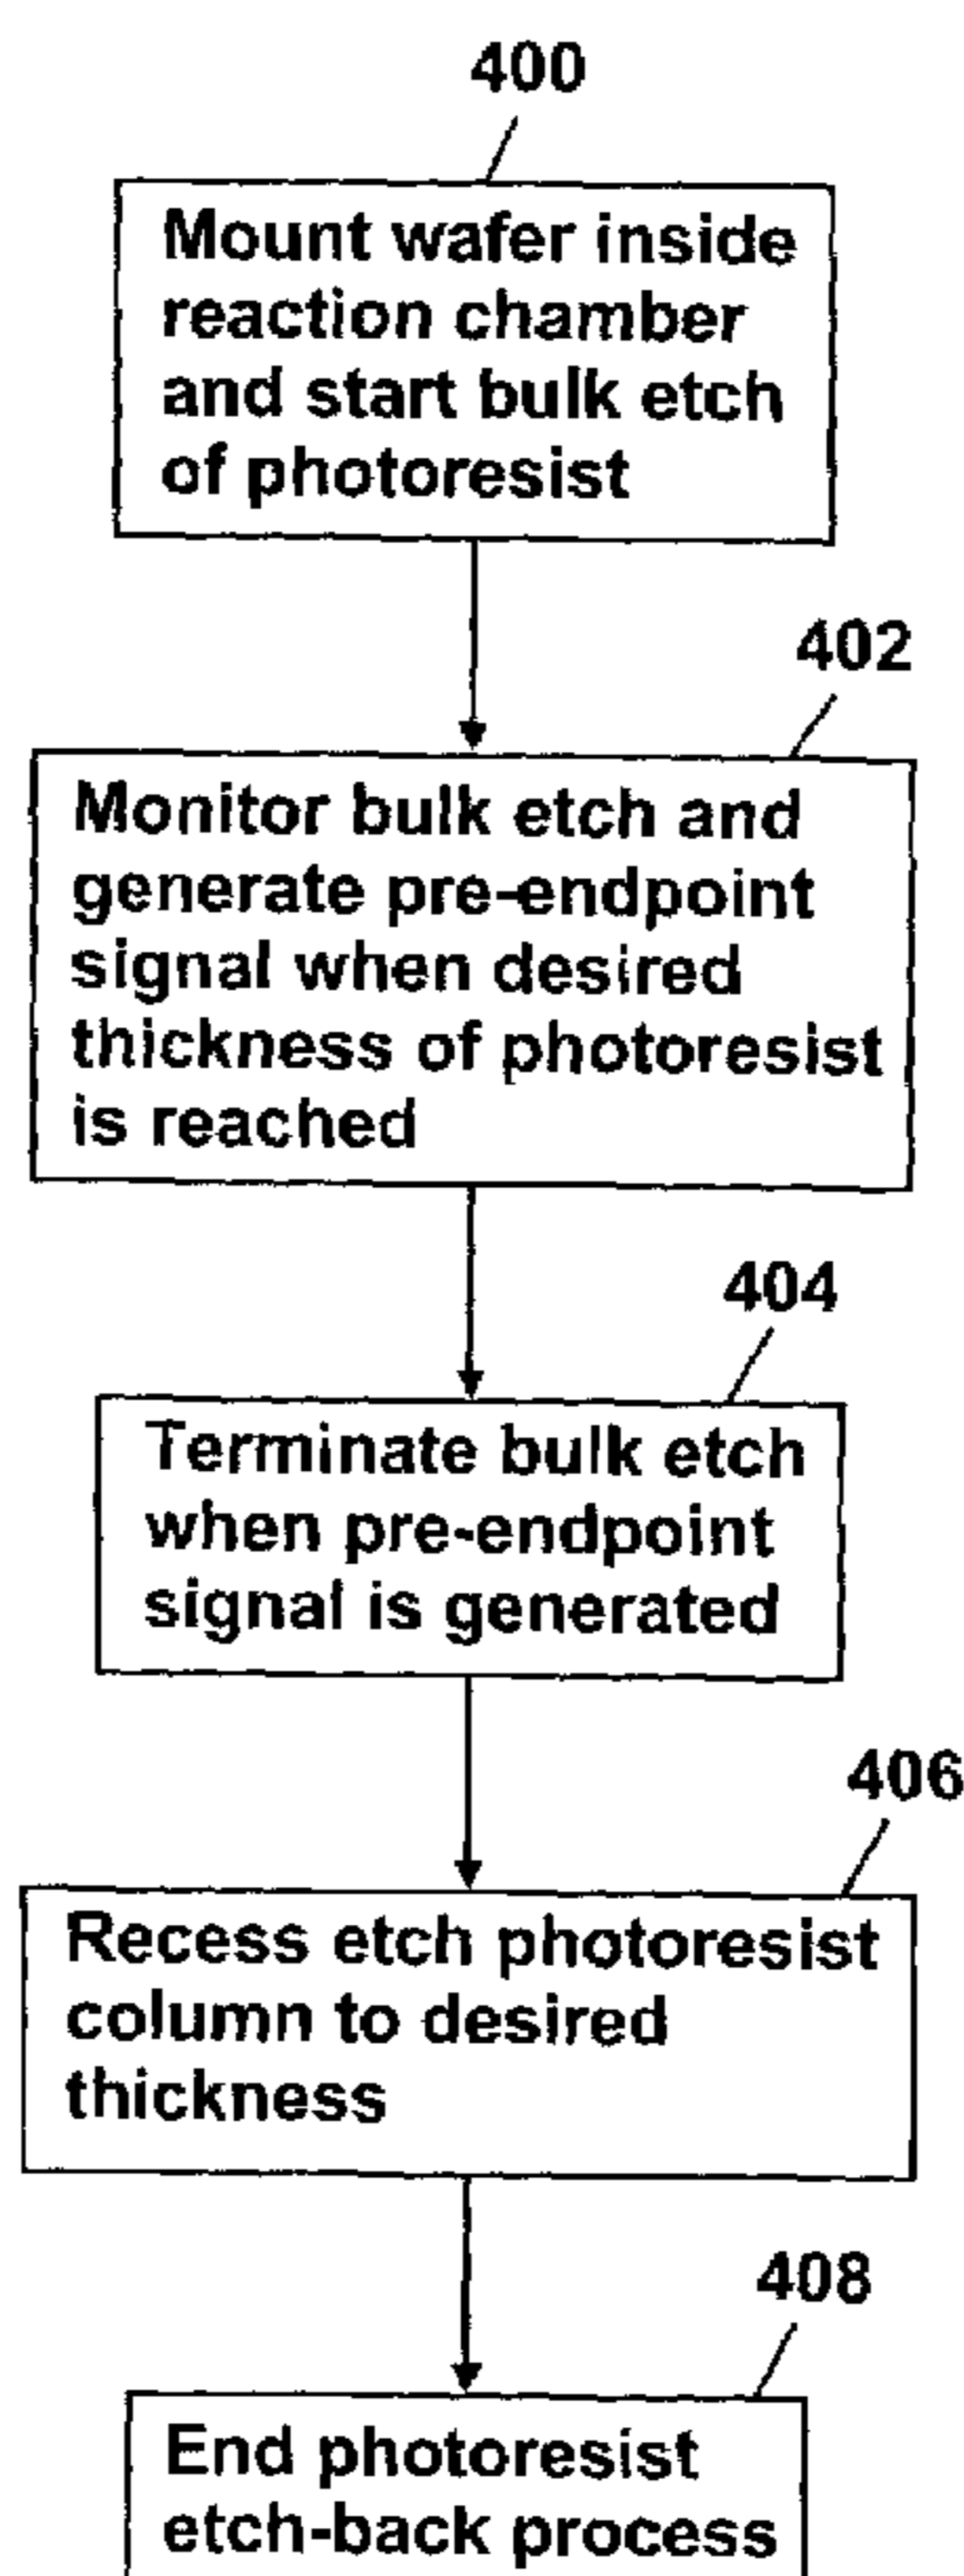 400
Mount wafer inside
reaction chamber
and start bulk etch
of photoresist
402
Monitor bulk etch and
generate pre-endpoint
signal when desired
thickness of photoresist
is reached
404
Terminate bulk etch
when pre-endpoint
signal is generated
406
Recess etch photoresist
column to desired
thickness
408
End photoresist
etch-back process